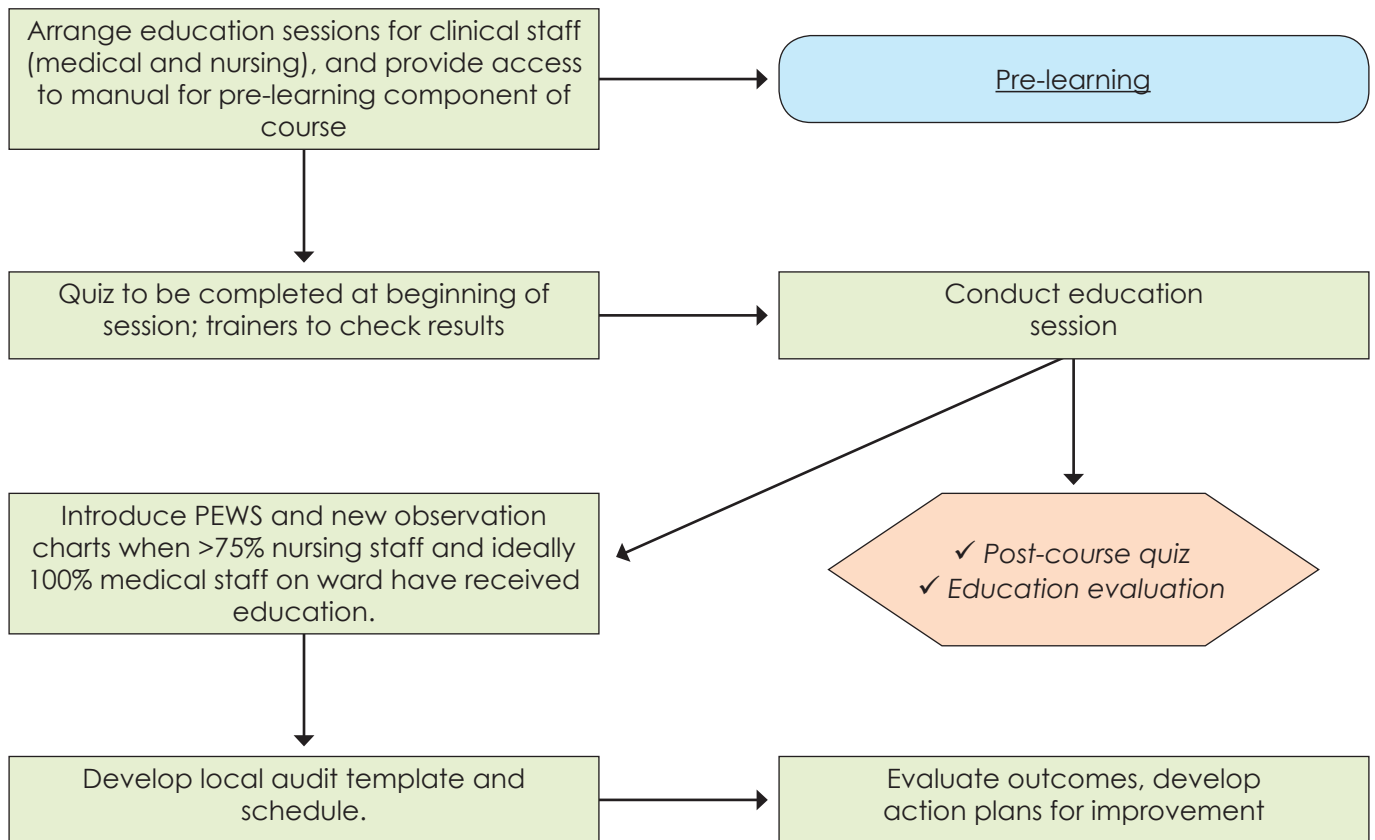 Arrange education sessions for clinical staff
(medical and nursing), and provide access
to manual for pre-learning component of
course
Pre-learning
Quiz to be completed at beginning of
session; trainers to check results
Conduct education
session
Introduce PEWS and new observation
charts when >75% nursing staff and ideally
100% medical staff on ward have received
education.
✓ Post-course quiz
✓ Education evaluation
Develop local audit template and
schedule.
Evaluate outcomes, develop
action plans for improvement